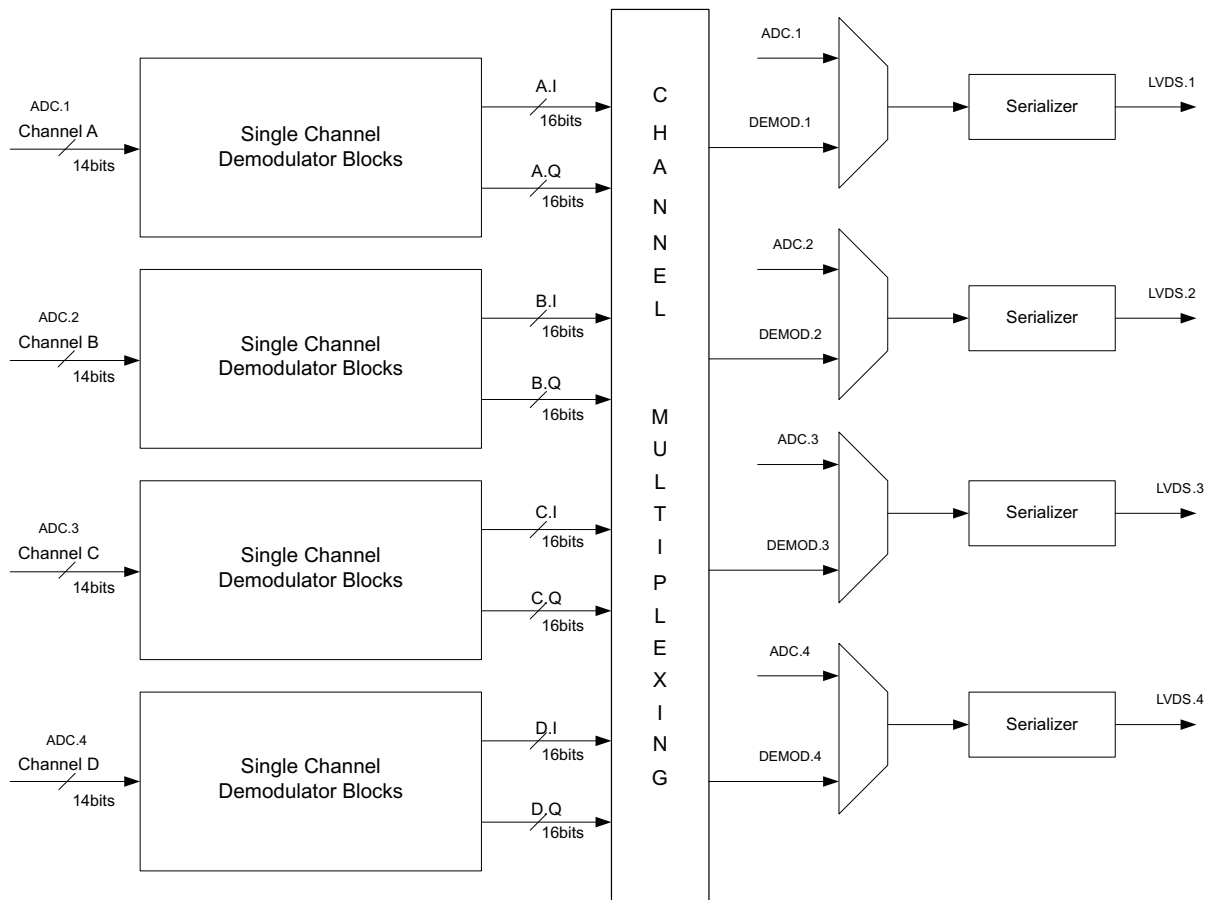 ADC.1
Channel A
14bits
Single Channel
Demodulator Blocks
A.I
16bits
A.Q
16bits
ADC.2
Channel B
14bits
Single Channel
Demodulator Blocks
B.I
16bits
B.Q
16bits
ADC.3
Channel C
14bits
Single Channel
Demodulator Blocks
C.I
16bits
C.Q
16bits
ADC.4
Channel D
14bits
Single Channel
Demodulator Blocks
D.I
16bits
D.Q
16bits
CHANNEL MULTIPLEXING
ADC.1
DEMOD.1
Serializer
LVDS.1
ADC.2
DEMOD.2
Serializer
LVDS.2
ADC.3
DEMOD.3
Serializer
LVDS.3
ADC.4
DEMOD.4
Serializer
LVDS.4